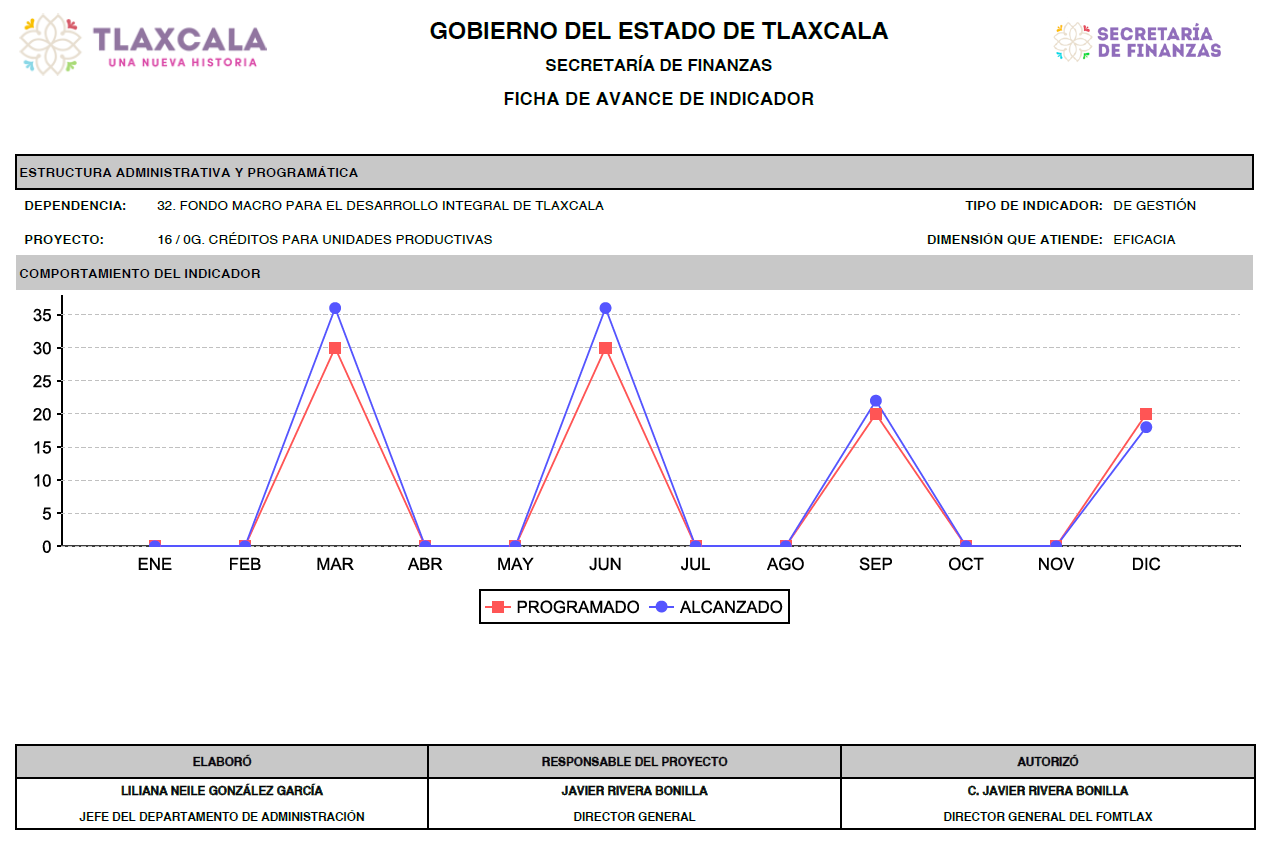 TLAXCALA
UNA NUEVA HISTORIA
GOBIERNO DEL ESTADO DE TLAXCALA
SECRETARÍA DE FINANZAS
FICHA DE AVANCE DE INDICADOR
SECRETARÍA
DE FINANZAS
ESTRUCTURA ADMINISTRATIVA Y PROGRAMÁTICA
DEPENDENCIA: 32. FONDO MACRO PARA EL DESARROLLO INTEGRAL DE TLAXCALA TIPO DE INDICADOR: DE GESTIÓN
PROYECTO: 16 / 0G. CRÉDITOS PARA UNIDADES PRODUCTIVAS DIMENSIÓN QUE ATIENDE: EFICACIA
COMPORTAMIENTO DEL INDICADOR
35
30
25
20
15
10
5
0
ENE FEB MAR ABR MAY JUN JUL AGO SEP OCT NOV DIC
PROGRAMADO ALCANZADO
ELABORÓ RESPONSABLE DEL PROYECTO AUTORIZÓ
LILIANA NEILE GONZÁLEZ GARCÍA JAVIER RIVERA BONILLA C. JAVIER RIVERA BONILLA
JEFE DEL DEPARTAMENTO DE ADMINISTRACIÓN DIRECTOR GENERAL DIRECTOR GENERAL DEL FOMTLAX